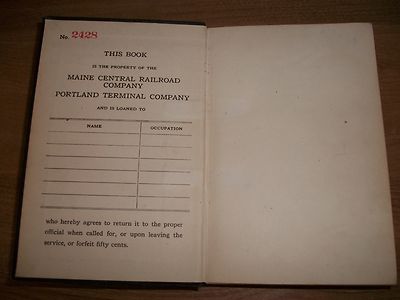 No. 2428
THIS BOOK
IS THE PROPERTY OF THE
MAINE CENTRAL RAILROAD
COMPANY
PORTLAND TERMINAL COMPANY
AND IS LOANED TO
NAME OCCUPATION
who hereby agrees to return it to the proper
official when called for, or upon leaving the
service, or forfeit fifty cents.